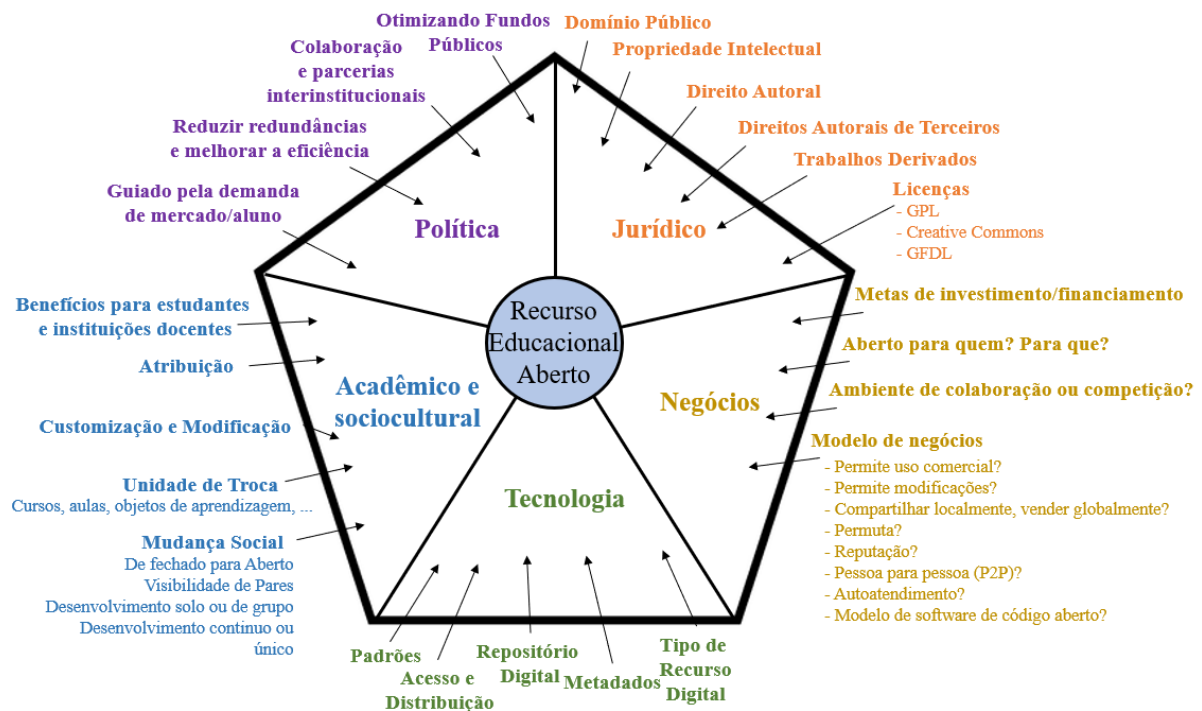 Otimizando Fundos
Públicos
Colaboração
e parcerias
interinstitucionais
Reduzir redundâncias
e melhorar a eficiência
Guiado pela demanda
de mercado/aluno
Política
Domínio Público
Propriedade Intelectual
Direito Autoral
Direitos Autorais de Terceiros
Trabalhos Derivados
Licenças
- GPL
- Creative Commons
- GFDL
Jurídico
Recurso
Educacional
Aberto
Benefícios para estudantes
e instituições docentes
Atribuição
Customização e Modificação
Unidade de Troca
Cursos, aulas, objetos de aprendizagem, ...
Mudança Social
De fechado para Aberto
Visibilidade de Pares
Desenvolvimento solo ou de grupo
Desenvolvimento continuo ou
único
Acadêmico e
sociocultural
Metas de investimento/financiamento
Aberto para quem? Para que?
Ambiente de colaboração ou competição?
Modelo de negócios
- Permite uso comercial?
- Permite modificações?
- Compartilhar localmente, vender globalmente?
- Permuta?
- Reputação?
- Pessoa para pessoa (P2P)?
- Autoatendimento?
- Modelo de software de código aberto?
Negócios
Tecnologia
Padrões
Acesso e
Distribuição
Repositório
Digital
Metadados
Tipo de
Recurso
Digital